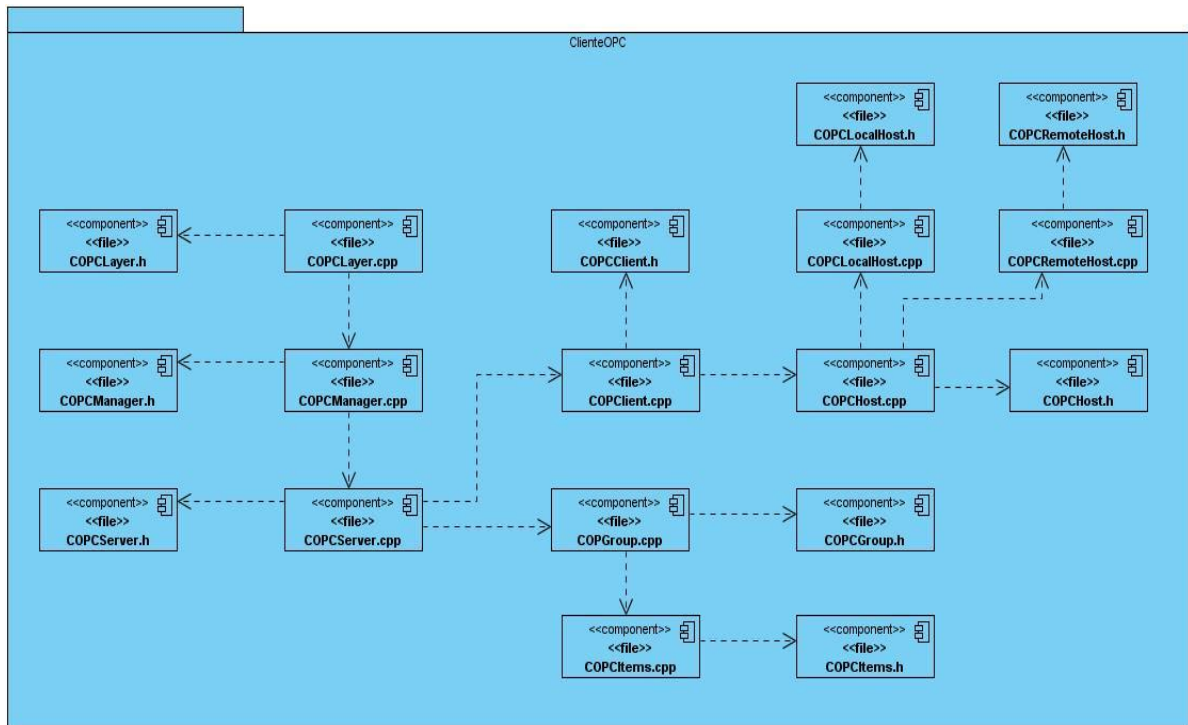 ClienteOPC
<<component>>
<<file>>
COPCLocalHost.h
<<component>>
<<file>>
COPCRemoteHost.h
<<component>>
<<file>>
COPCLayer.h
<<component>>
<<file>>
COPCLayer.cpp
<<component>>
<<file>>
COPCClient.h
<<component>>
<<file>>
COPCLocalHost.cpp
<<component>>
<<file>>
COPCRemoteHost.cpp
<<component>>
<<file>>
COPCManager.h
<<component>>
<<file>>
COPCManager.cpp
<<component>>
<<file>>
COPClient.cpp
<<component>>
<<file>>
COPCHost.cpp
<<component>>
<<file>>
COPCHost.h
<<component>>
<<file>>
COPCServer.h
<<component>>
<<file>>
COPCServer.cpp
<<component>>
<<file>>
COPGroup.cpp
<<component>>
<<file>>
COPCGroup.h
<<component>>
<<file>>
COPCItems.cpp
<<component>>
<<file>>
COPCItems.h